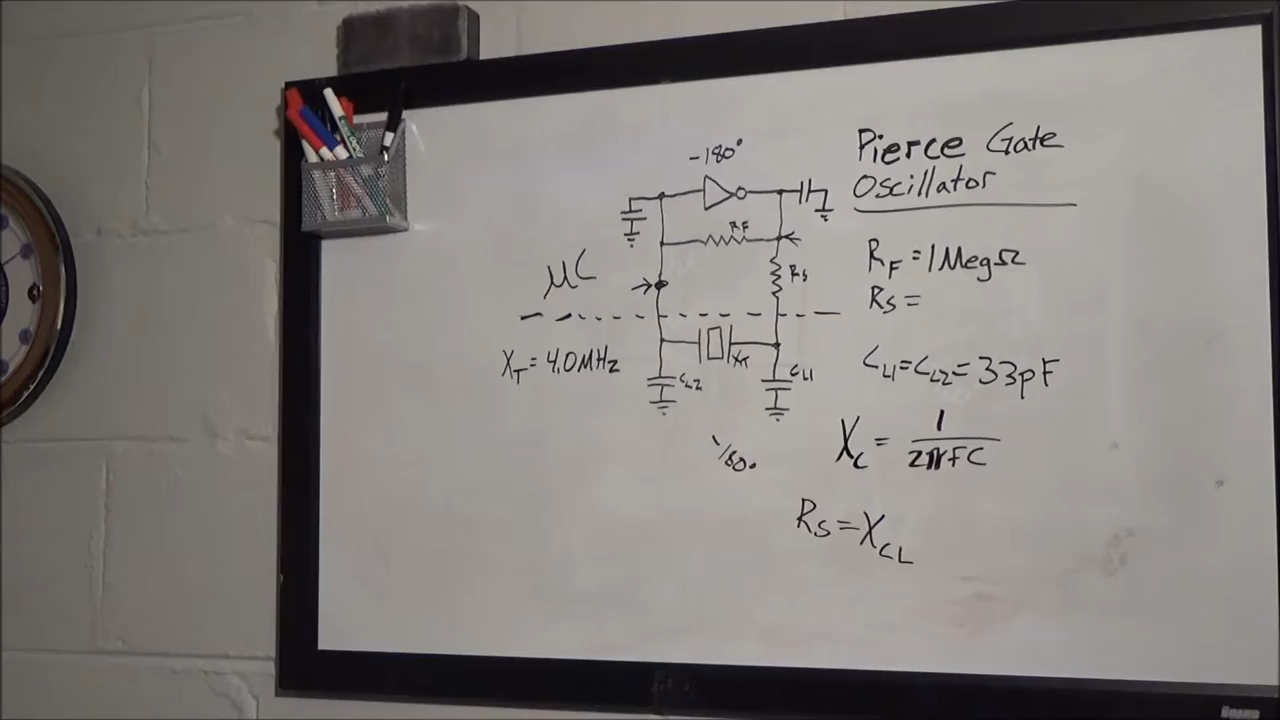 Pierce Gate
Oscillator
-180°
RF
RF = 1MegΩ
μC
Rs
Rs =
XT = 4.0MHz
XT
CL2
CL1
CL1 = CL2 = 33pF
XC = 1/2πFC
180°
Rs = XCL